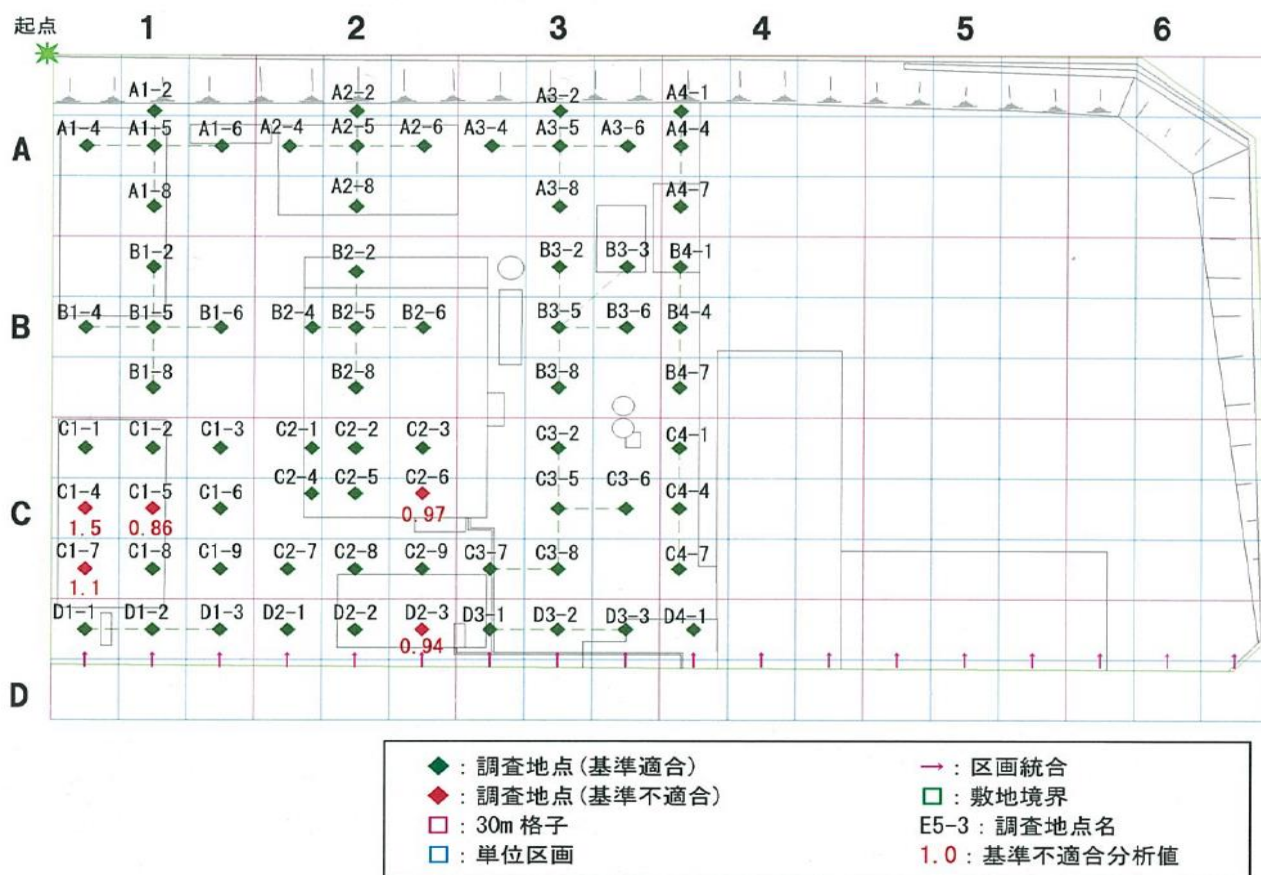 起点
1 2 3 4 5 6
A1-2 A2-2 A3-2 A4-1
A
A1-4 A1-5 A1-6 A2-4 A2-5 A2-6 A3-4 A3-5 A3-6 A4-4
A1-8 A2-8 A3-8 A4-7
B1-2 B2-2 B3-2 B3-3 B4-1
B
B1-4 B1-5 B1-6 B2-4 B2-5 B2-6 B3-5 B3-6 B4-4
B1-8 B2-8 B3-8 B4-7
C1-1 C1-2 C1-3 C2-1 C2-2 C2-3 C3-2 C4-1
C
C1-4 C1-5 C1-6 C2-4 C2-5 C2-6 C3-5 C3-6 C4-4
1.5 0.86 0.97
C1-7 C1-8 C1-9 C2-7 C2-8 C2-9 C3-7 C3-8 C4-7
1.1
D1-1 D1-2 D1-3 D2-1 D2-2 D2-3 D3-1 D3-2 D3-3 D4-1
0.94
D
: 調査地点(基準適合)
: 調査地点(基準不適合)
: 30m 格子
: 単位区画
→ : 区画統合
: 敷地境界
E5-3 : 調査地点名
1.0 : 基準不適合分析値